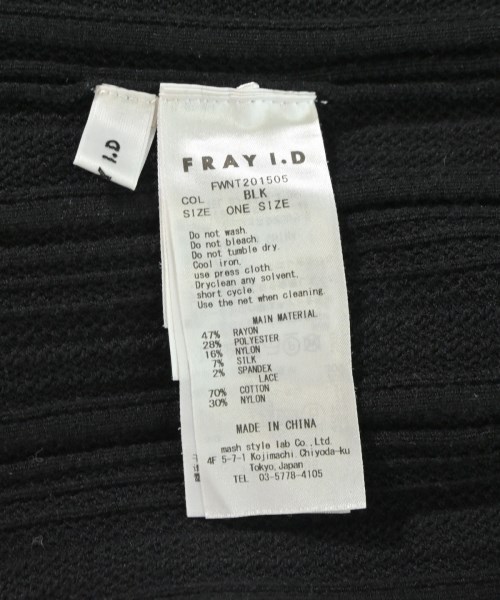 Y I.D
FRAY I.D
FWNT201505
COL BLK
SIZE ONE SIZE
Do not wash.
Do not bleach.
Do not tumble dry.
Cool iron.
use press cloth.
Dryclean any solvent.
short cycle.
Use the net when cleaning.
MAIN MATERIAL
47% RAYON
28% POLYESTER
16% NYLON
7% SILK
2% SPANDEX
LACE
70% COTTON
30% NYLON
MADE IN CHINA
mash style lab Co., Ltd.
4F 5-7-1 Kojimachi, Chiyoda-ku
Tokyo, Japan
TEL 03-5778-4105